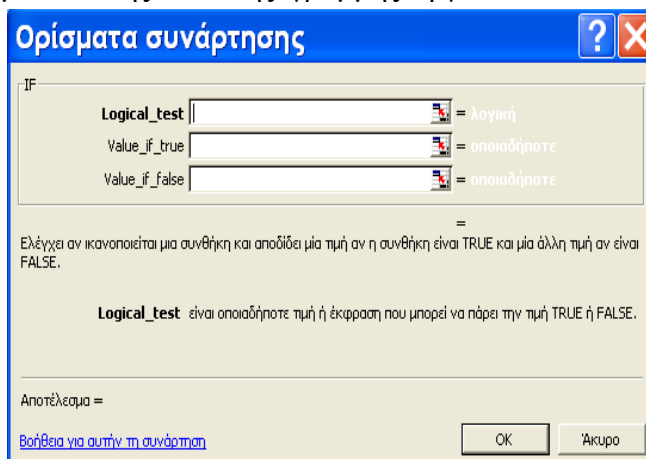 Ορίσματα συνάρτησης
IF
Logical_test = λογική
Value_if_true = οποιαδήποτε
Value_if_false = οποιαδήποτε
=
Ελέγχει αν ικανοποιείται μια συνθήκη και αποδίδει μία τιμή αν η συνθήκη είναι TRUE και μία άλλη τιμή αν είναι
FALSE.
Logical_test είναι οποιαδήποτε τιμή ή έκφραση που μπορεί να πάρει την τιμή TRUE ή FALSE.
Αποτέλεσμα =
Βοήθεια για αυτήν τη συνάρτηση OK Άκυρο